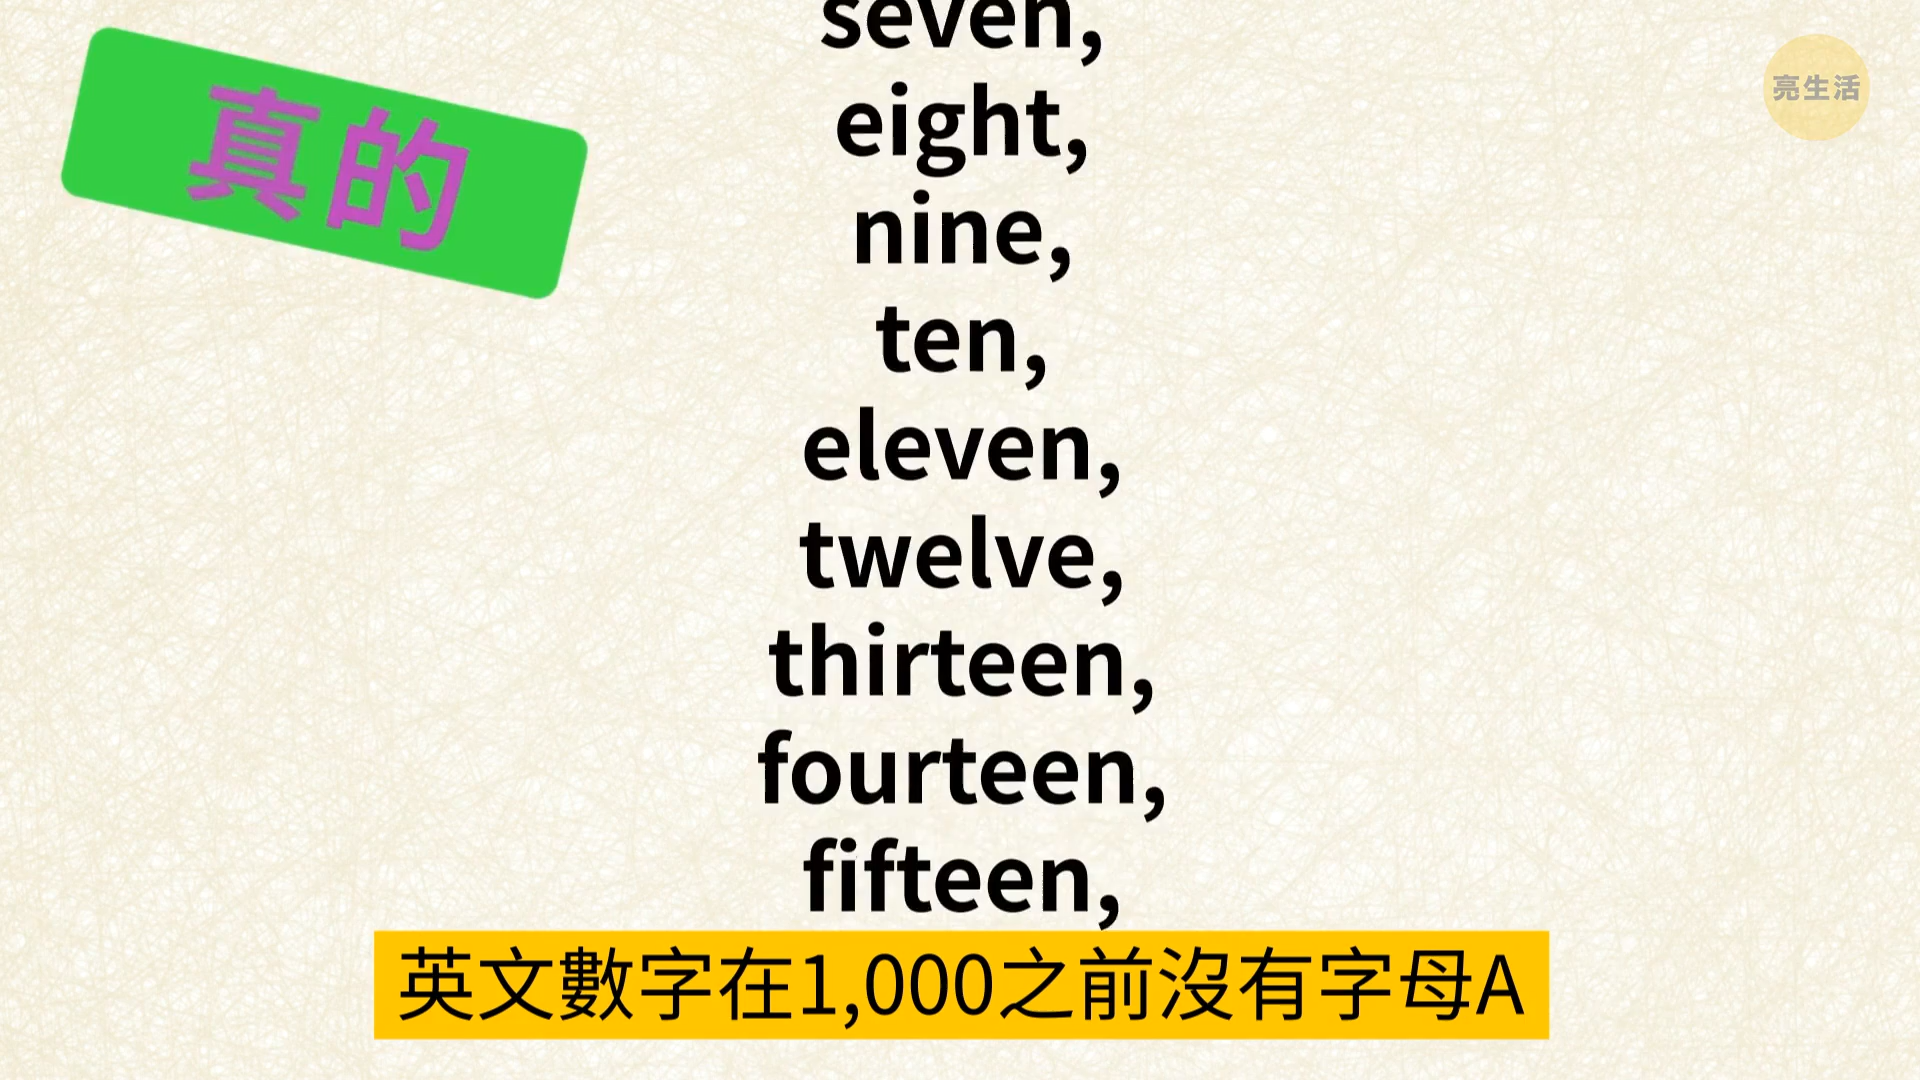 真的
亮生活
seven,
eight,
nine,
ten,
eleven,
twelve,
thirteen,
fourteen,
fifteen,
英文數字在1,000之前沒有字母A